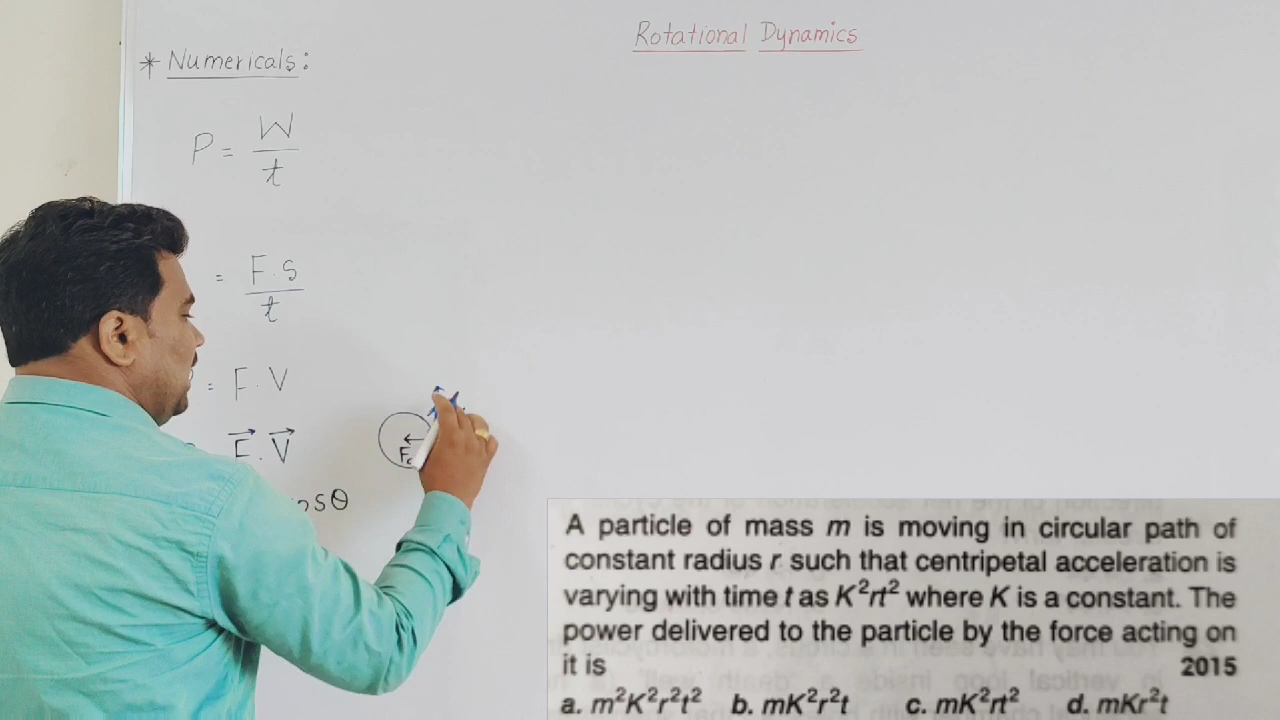 Rotational Dynamics
* Numericals:
P = W/t
= F.s/t
= F.V
F⃗.V⃗
osθ
F
A particle of mass m is moving in circular path of
constant radius r such that centripetal acceleration is
varying with time t as K²rt² where K is a constant. The
power delivered to the particle by the force acting on
it is 2015
a. m²K²r²t² b. mK²r²t c. mK²rt² d. mKr²t